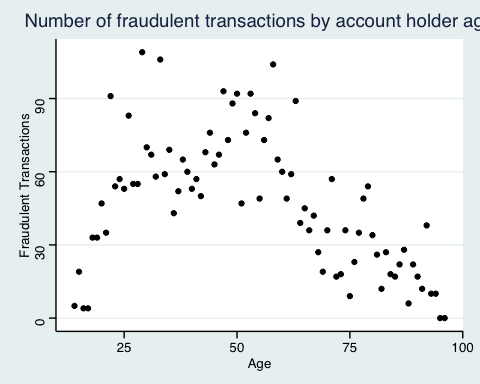 Number of fraudulent transactions by account holder ag
Fraudulent Transactions
90
60
30
0
25 50 75 100
Age